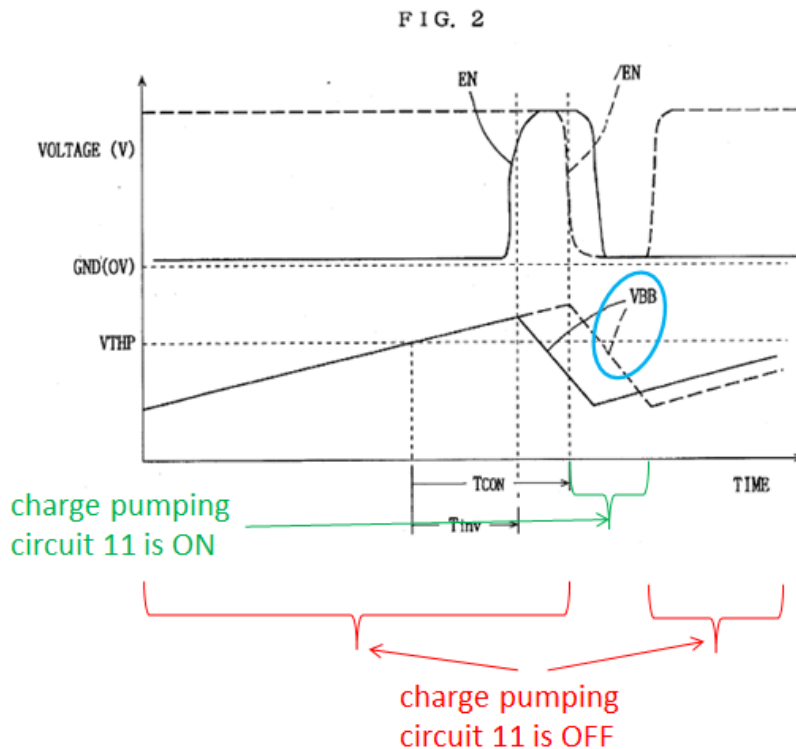 F I G. 2
EN
/EN
VOLTAGE (V)
GND(0V)
VBB
VTHP
TCON
TIME
charge pumping
circuit 11 is ON
Tinv
charge pumping
circuit 11 is OFF